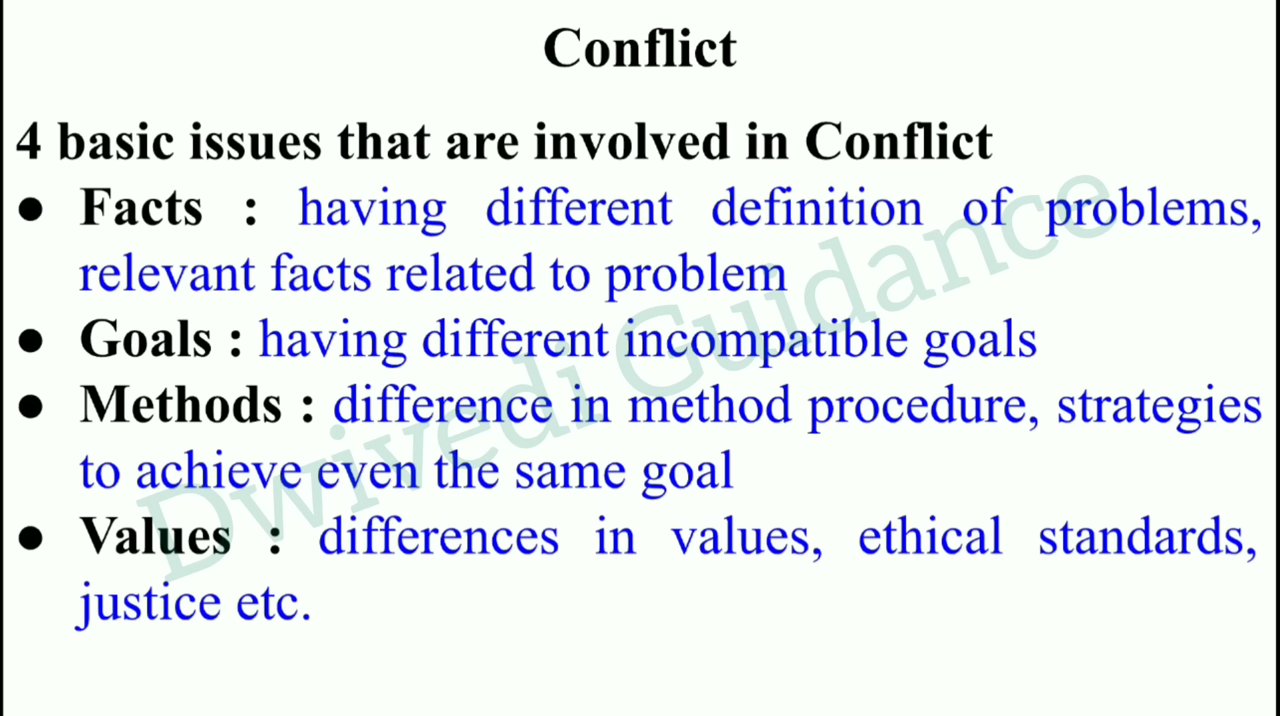 Conflict
4 basic issues that are involved in Conflict
● Facts : having different definition of problems,
relevant facts related to problem
● Goals : having different incompatible goals
● Methods : difference in method procedure, strategies
to achieve even the same goal
● Values : differences in values, ethical standards,
justice etc.
Dwivedi Guidance